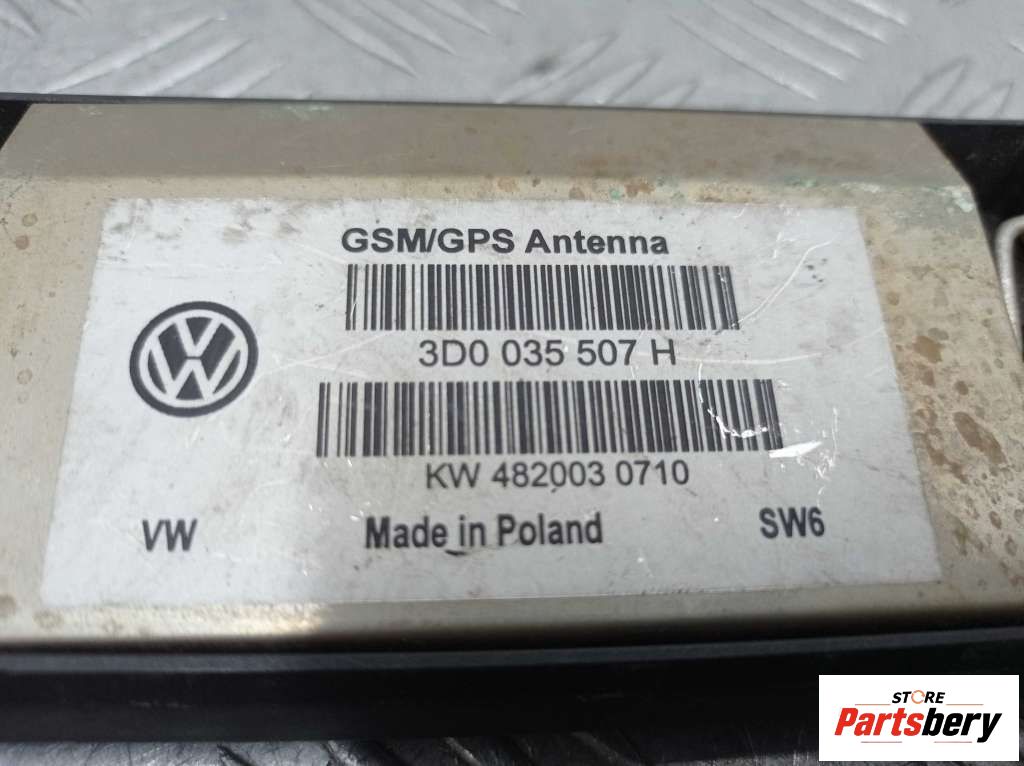 GSM/GPS Antenna
3D0 035 507 H
KW 482003 0710
VW Made in Poland SW6
STORE
Partsbery